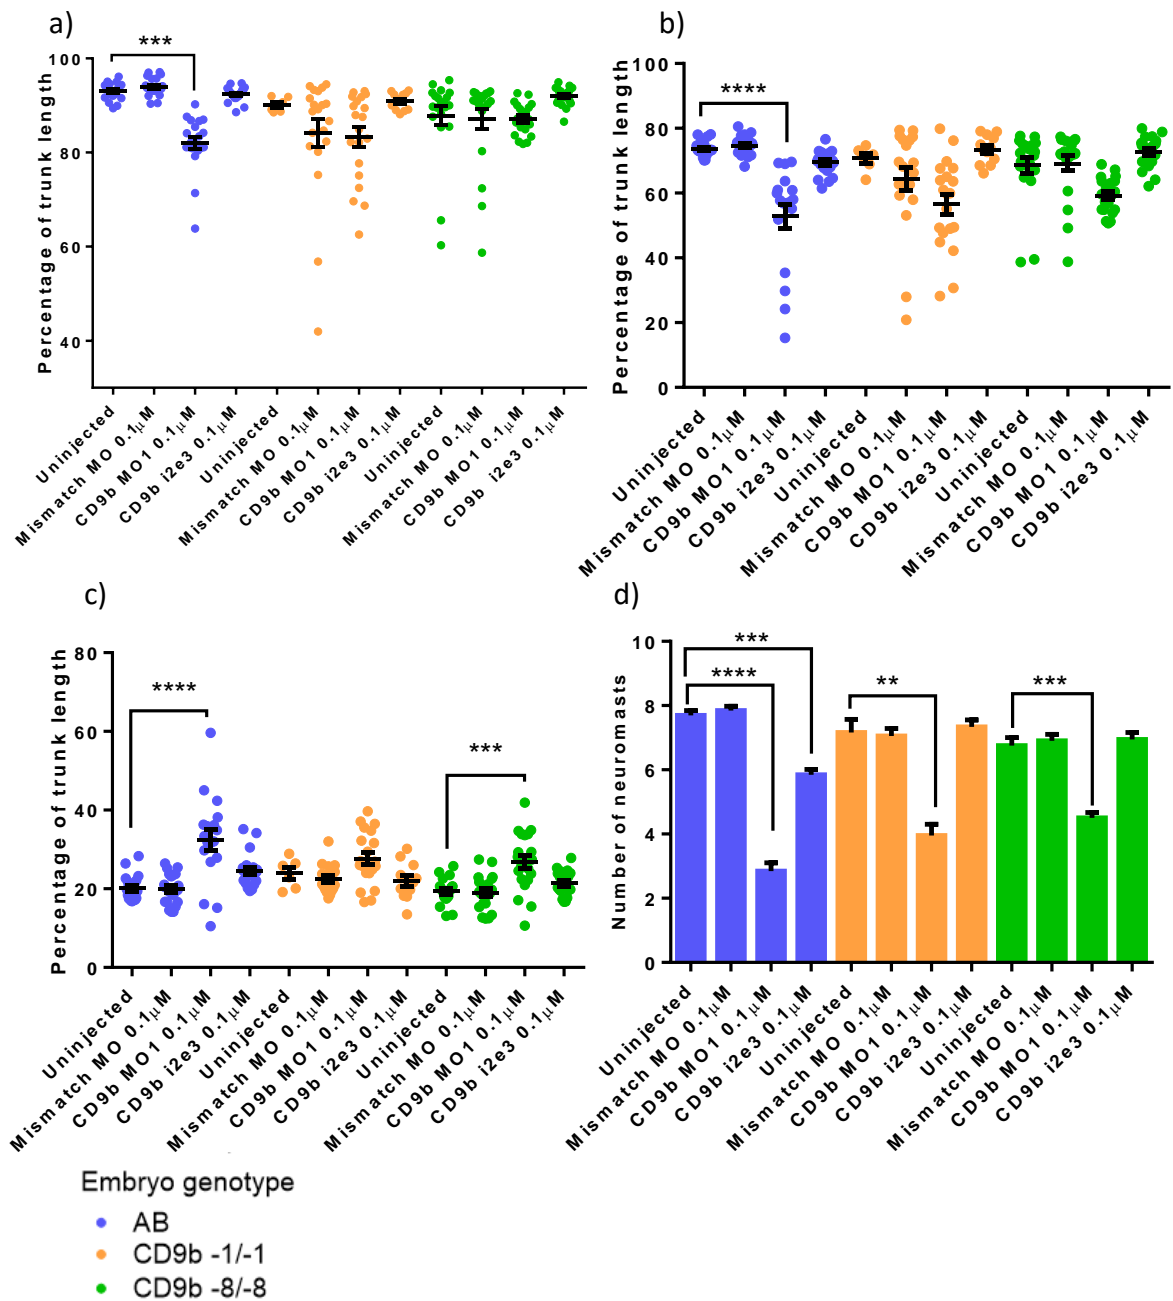 a)
***
100
80
60
40
Percentage of trunk length
Uninjected
Mismatch MO 0.1μM
CD9b MO1 0.1μM
CD9b i2e3 0.1μM
Uninjected
Mismatch MO 0.1μM
CD9b MO1 0.1μM
CD9b i2e3 0.1μM
Uninjected
Mismatch MO 0.1μM
CD9b MO1 0.1μM
CD9b i2e3 0.1μM
b)
****
100
80
60
40
20
0
Percentage of trunk length
Uninjected
Mismatch MO 0.1μM
CD9b MO1 0.1μM
CD9b i2e3 0.1μM
Uninjected
Mismatch MO 0.1μM
CD9b MO1 0.1μM
CD9b i2e3 0.1μM
Uninjected
Mismatch MO 0.1μM
CD9b MO1 0.1μM
CD9b i2e3 0.1μM
c)
****
***
80
60
40
20
0
Percentage of trunk length
Uninjected
Mismatch MO 0.1μM
CD9b MO1 0.1μM
CD9b i2e3 0.1μM
Uninjected
Mismatch MO 0.1μM
CD9b MO1 0.1μM
CD9b i2e3 0.1μM
Uninjected
Mismatch MO 0.1μM
CD9b MO1 0.1μM
CD9b i2e3 0.1μM
d)
***
****
**
***
10
8
6
4
2
0
Number of neuromasts
Uninjected
Mismatch MO 0.1μM
CD9b MO1 0.1μM
CD9b i2e3 0.1μM
Uninjected
Mismatch MO 0.1μM
CD9b MO1 0.1μM
CD9b i2e3 0.1μM
Uninjected
Mismatch MO 0.1μM
CD9b MO1 0.1μM
CD9b i2e3 0.1μM
Embryo genotype
AB
CD9b -1/-1
CD9b -8/-8